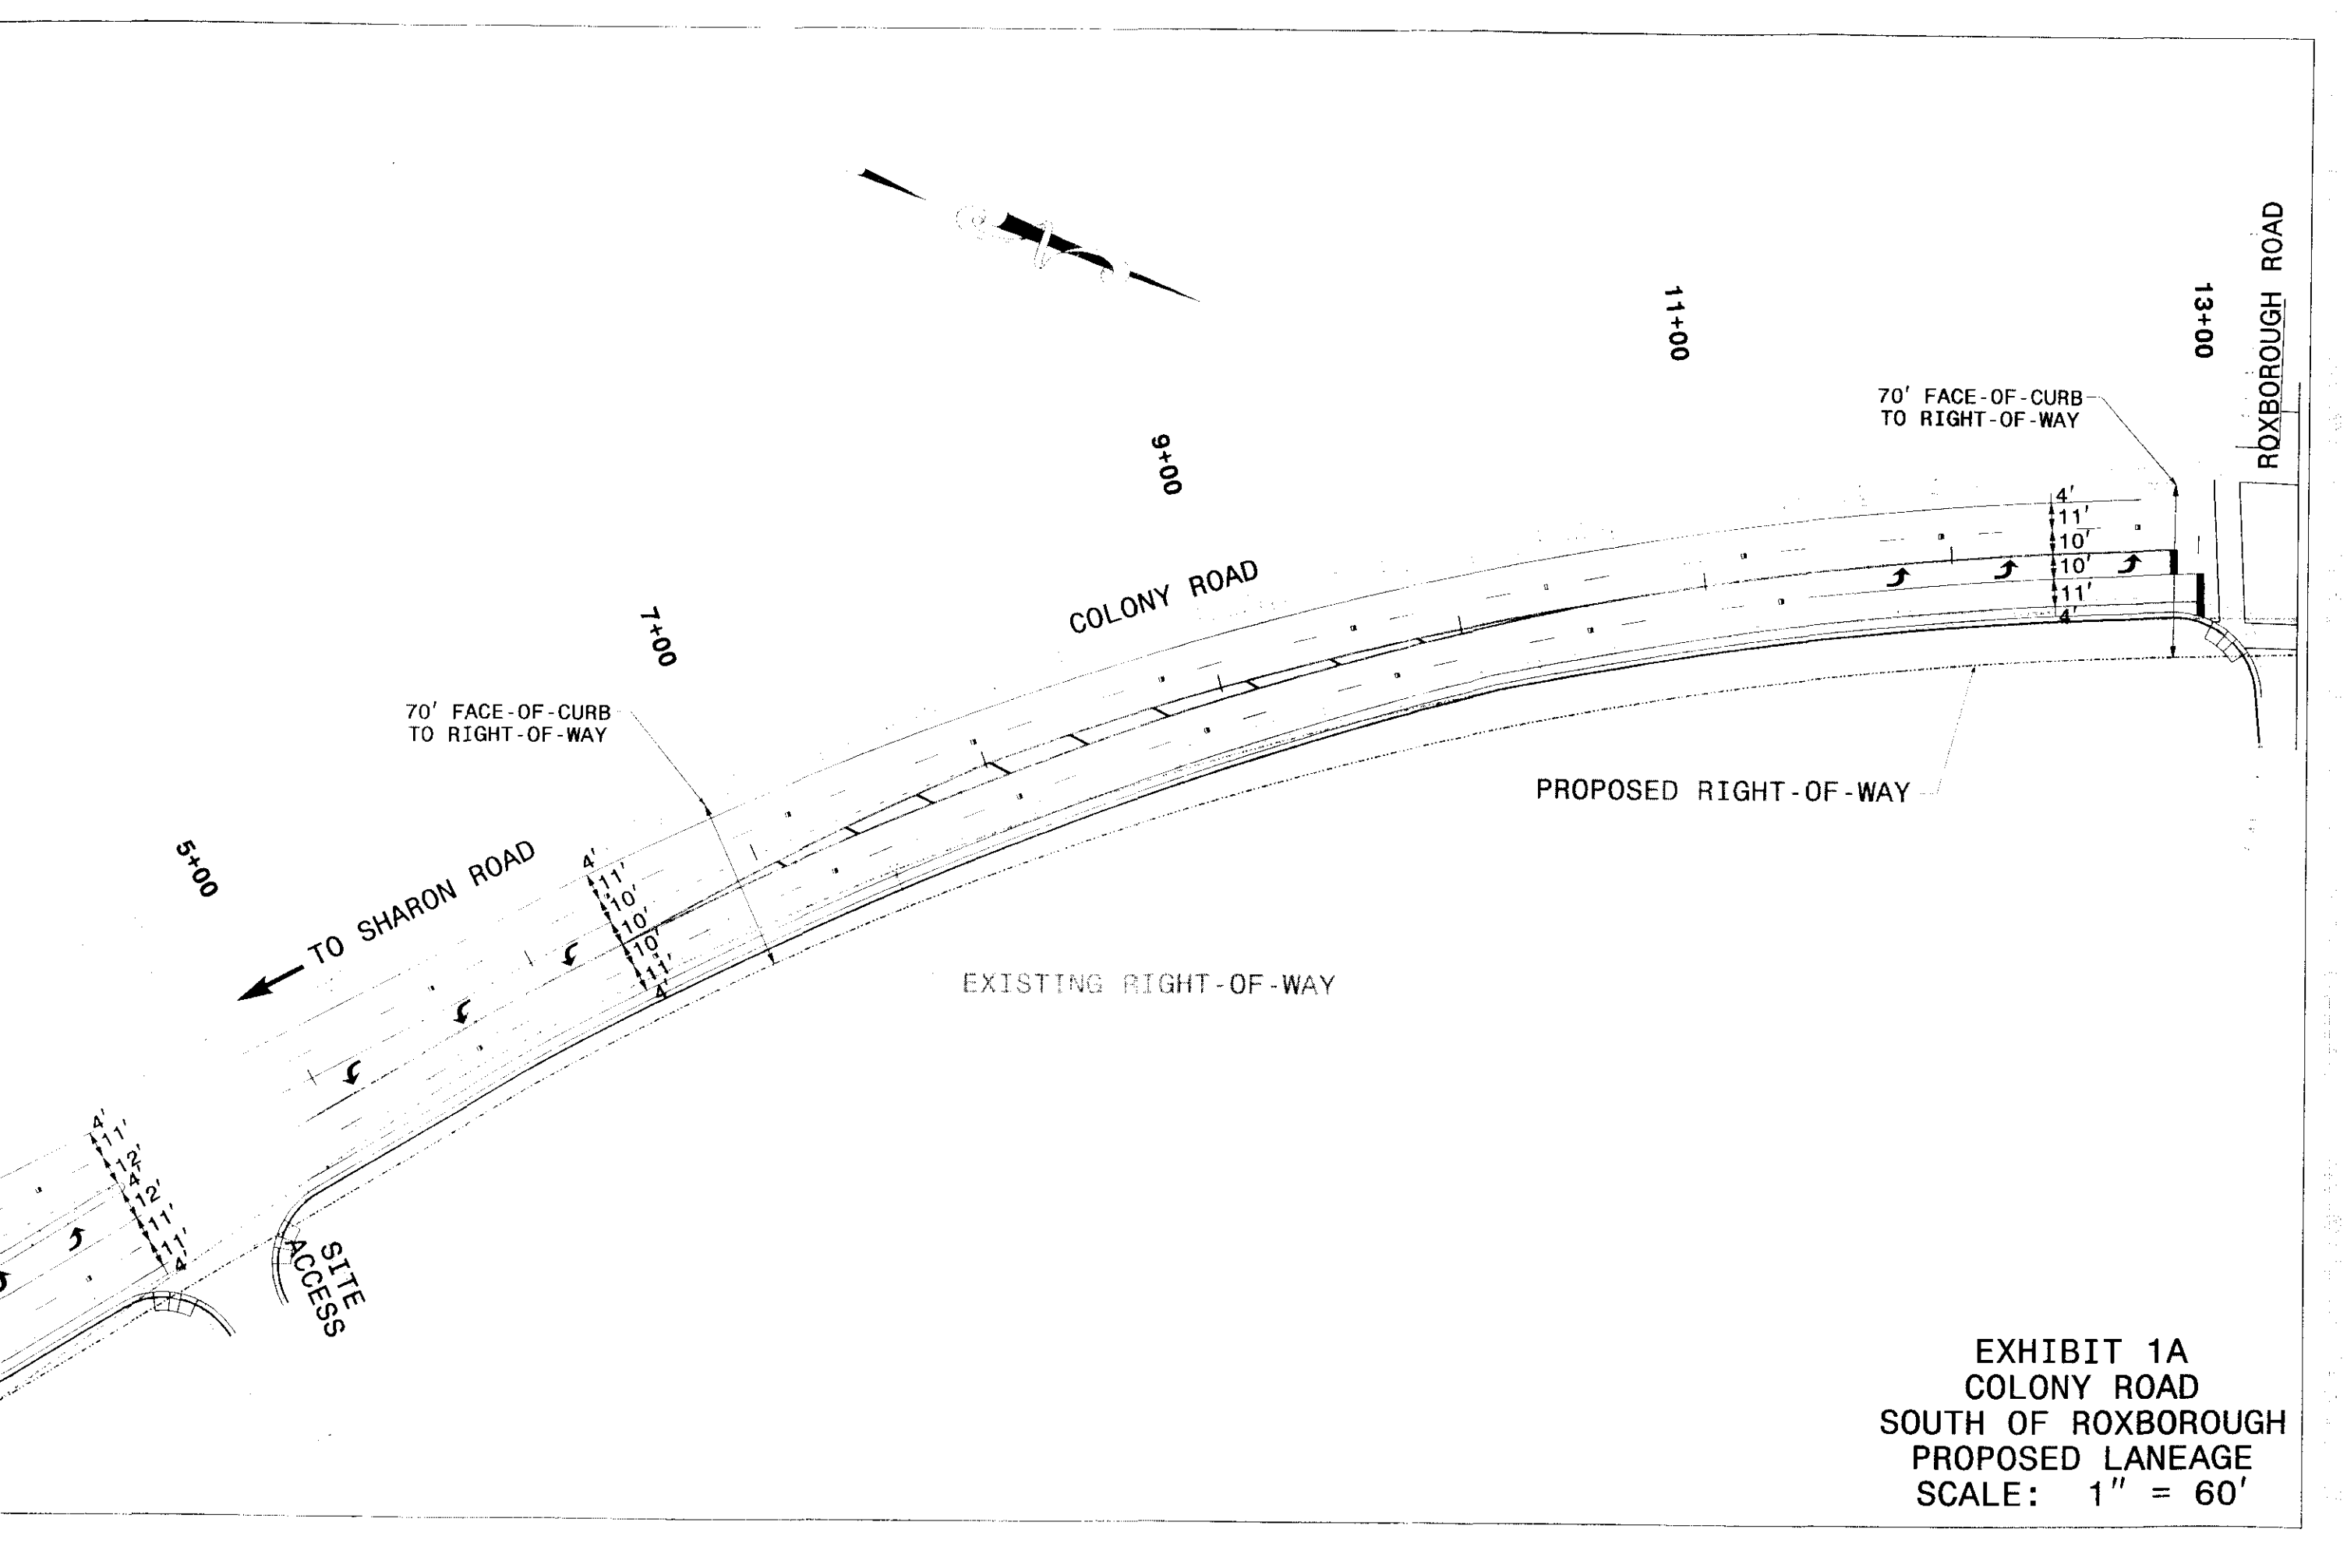 ROXBOROUGH ROAD
13+00
11+00
9+00
7+00
5+00
70' FACE-OF-CURB
TO RIGHT-OF-WAY
COLONY ROAD
4'
11'
10'
10'
11'
4'
70' FACE-OF-CURB
TO RIGHT-OF-WAY
PROPOSED RIGHT-OF-WAY
TO SHARON ROAD
4'
11'
10'
10'
10'
11'
4'
EXISTING RIGHT-OF-WAY
4'
11'
12'
4'
12'
11'
11'
4'
SITE
ACCESS
EXHIBIT 1A
COLONY ROAD
SOUTH OF ROXBOROUGH
PROPOSED LANEAGE
SCALE: 1" = 60'